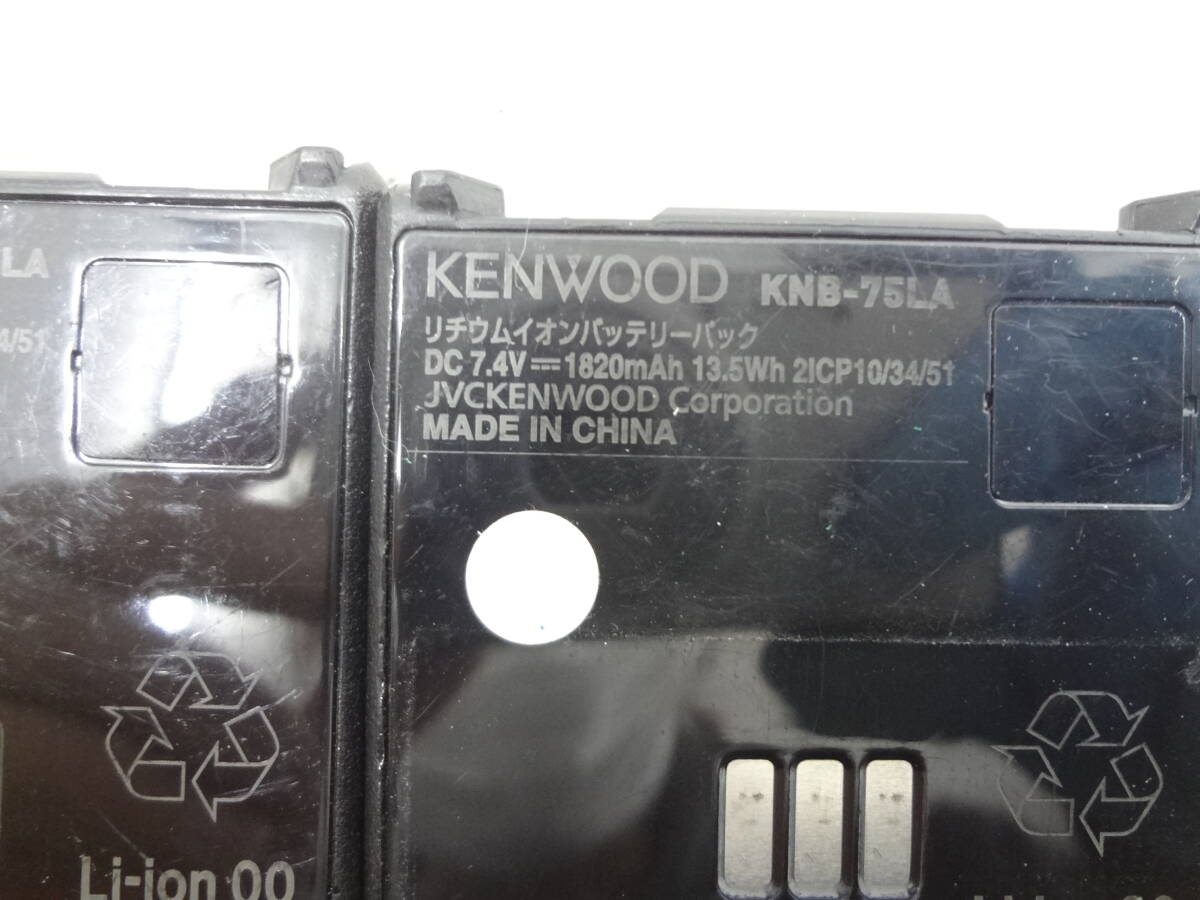 LA
4/51
Li-ion 00
KENWOOD KNB-75LA
リチウムイオンバッテリーパック
DC 7.4V⎓1820mAh 13.5Wh 2ICP10/34/51
JVCKENWOOD Corporation
MADE IN CHINA